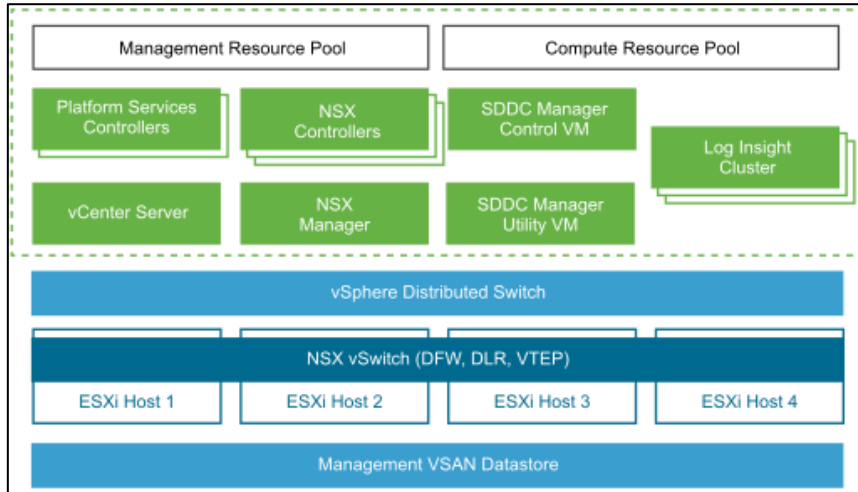 Management Resource Pool
Compute Resource Pool
Platform Services
Controllers
NSX
Controllers
SDDC Manager
Control VM
Log Insight
Cluster
vCenter Server
NSX
Manager
SDDC Manager
Utility VM
vSphere Distributed Switch
NSX vSwitch (DFW, DLR, VTEP)
ESXi Host 1
ESXi Host 2
ESXi Host 3
ESXi Host 4
Management VSAN Datastore